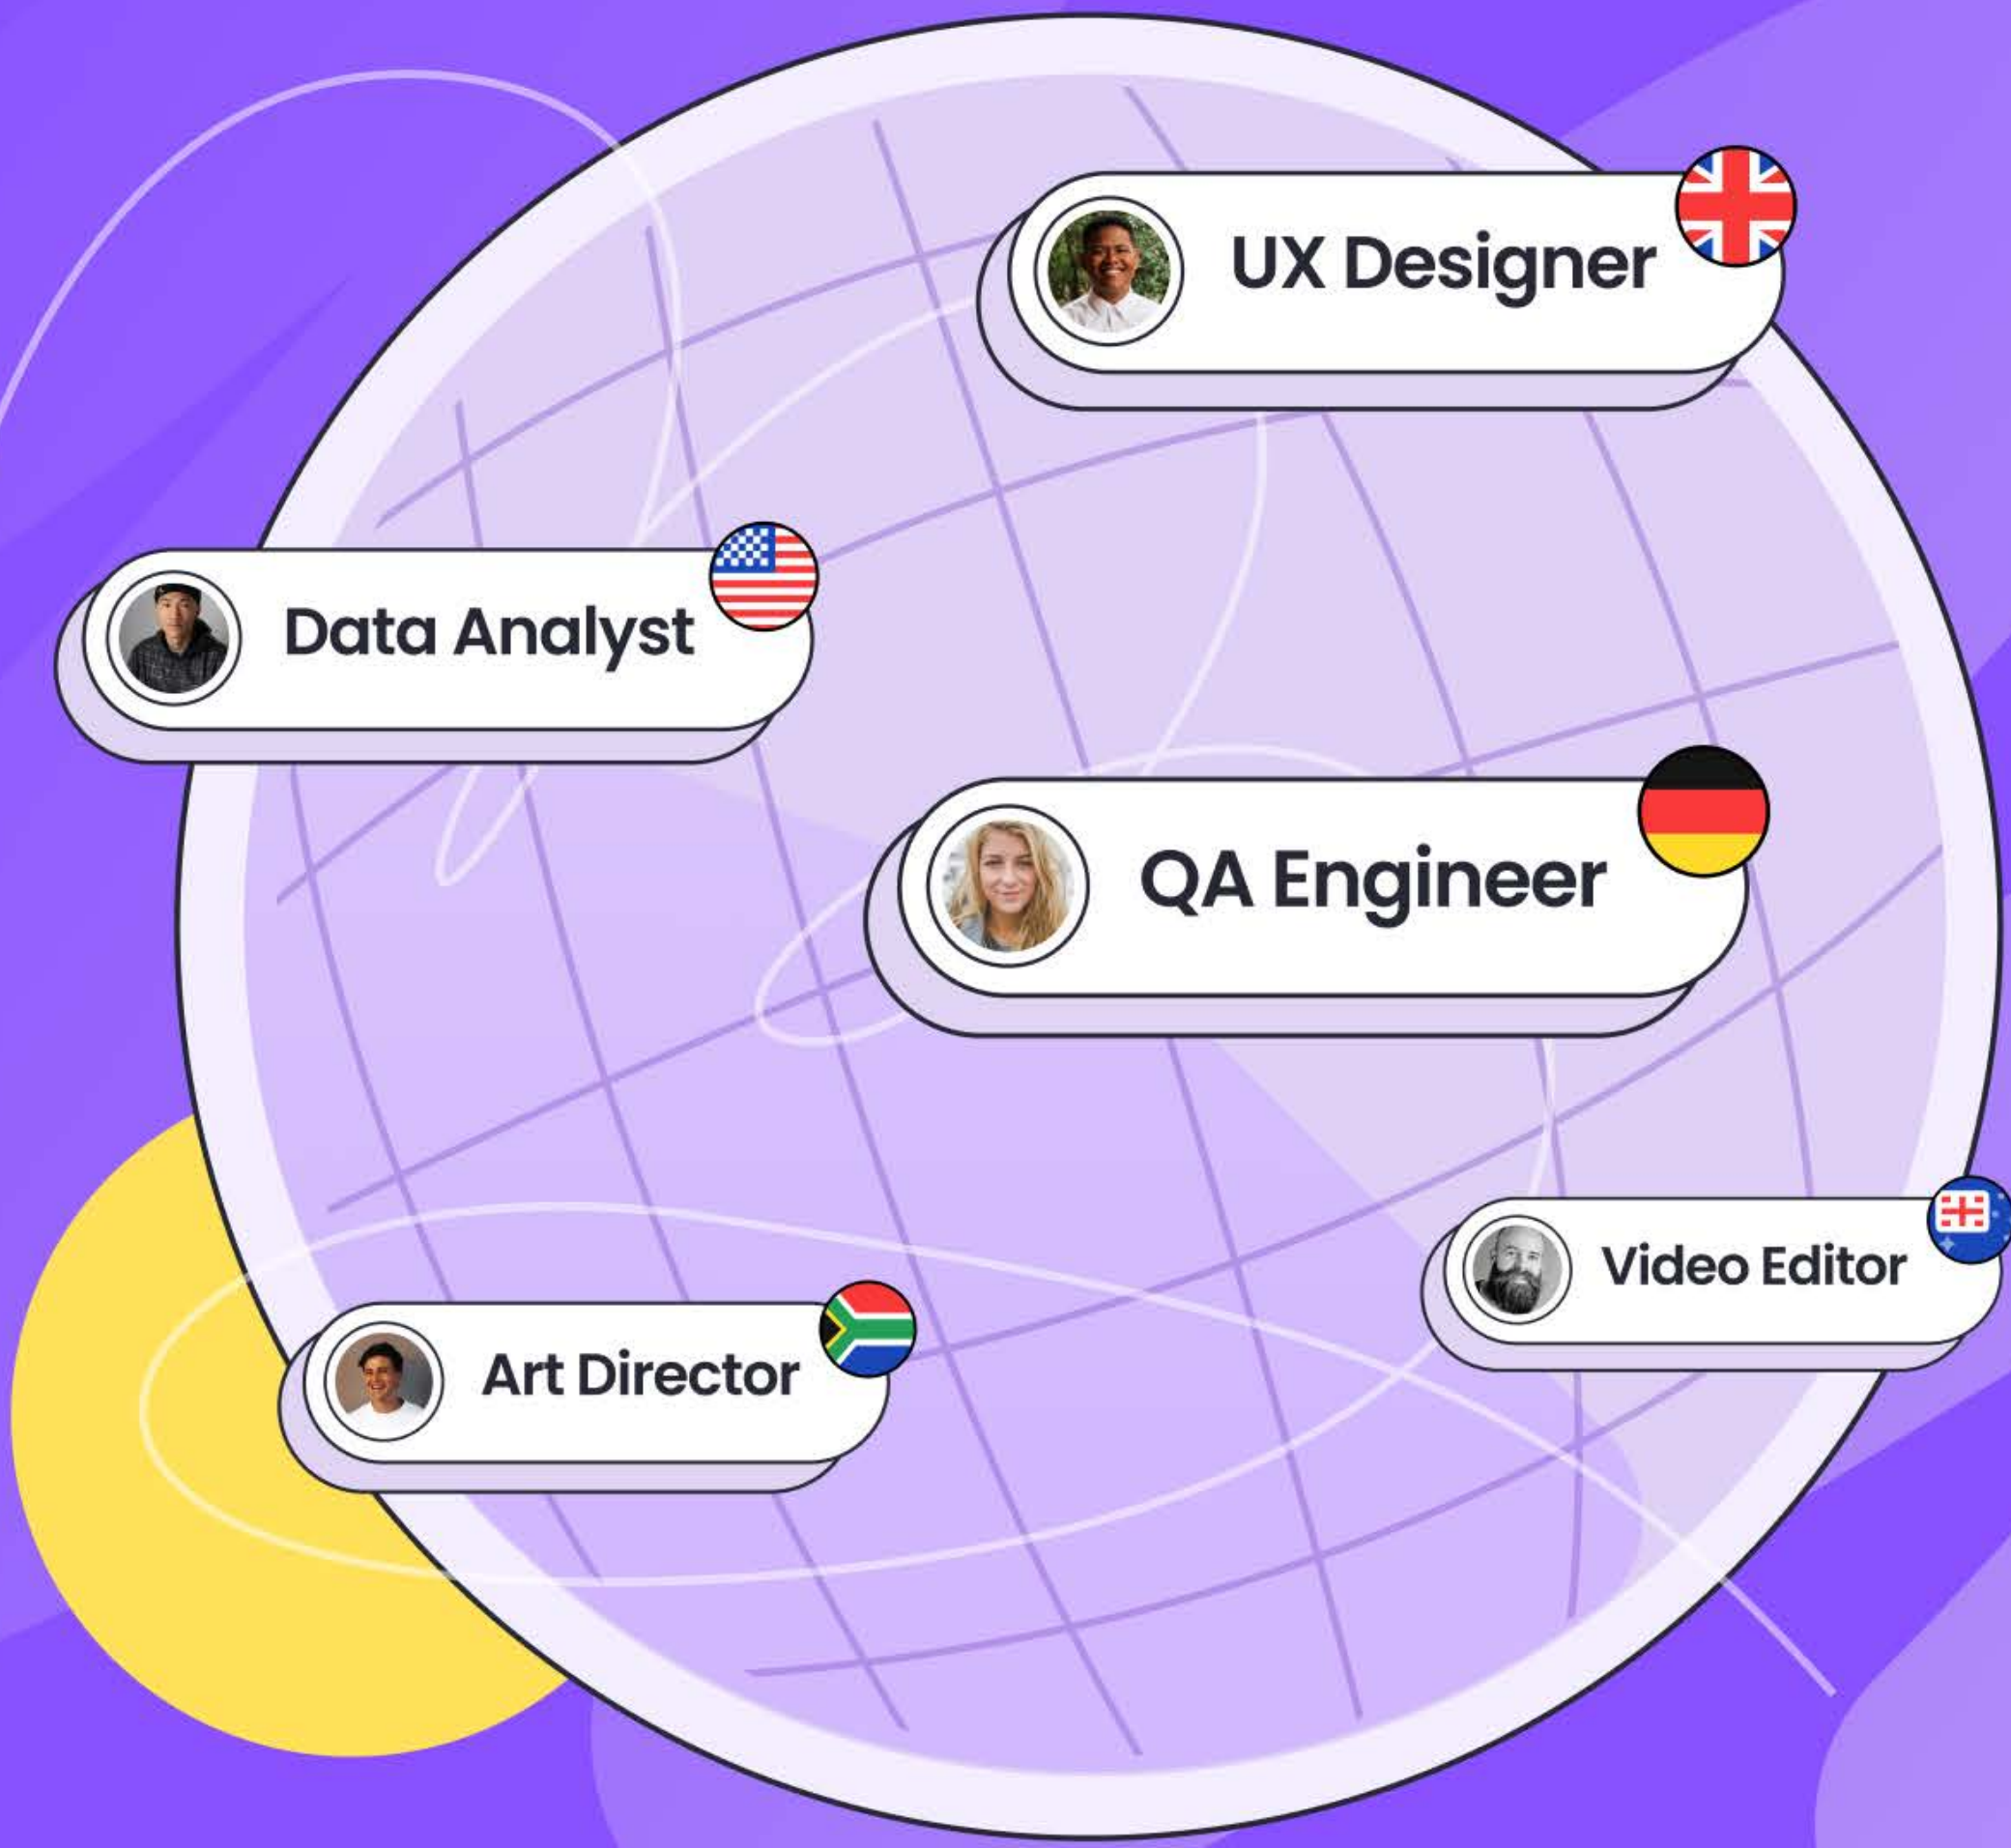 UX Designer
Data Analyst
QA Engineer
Video Editor
Art Director